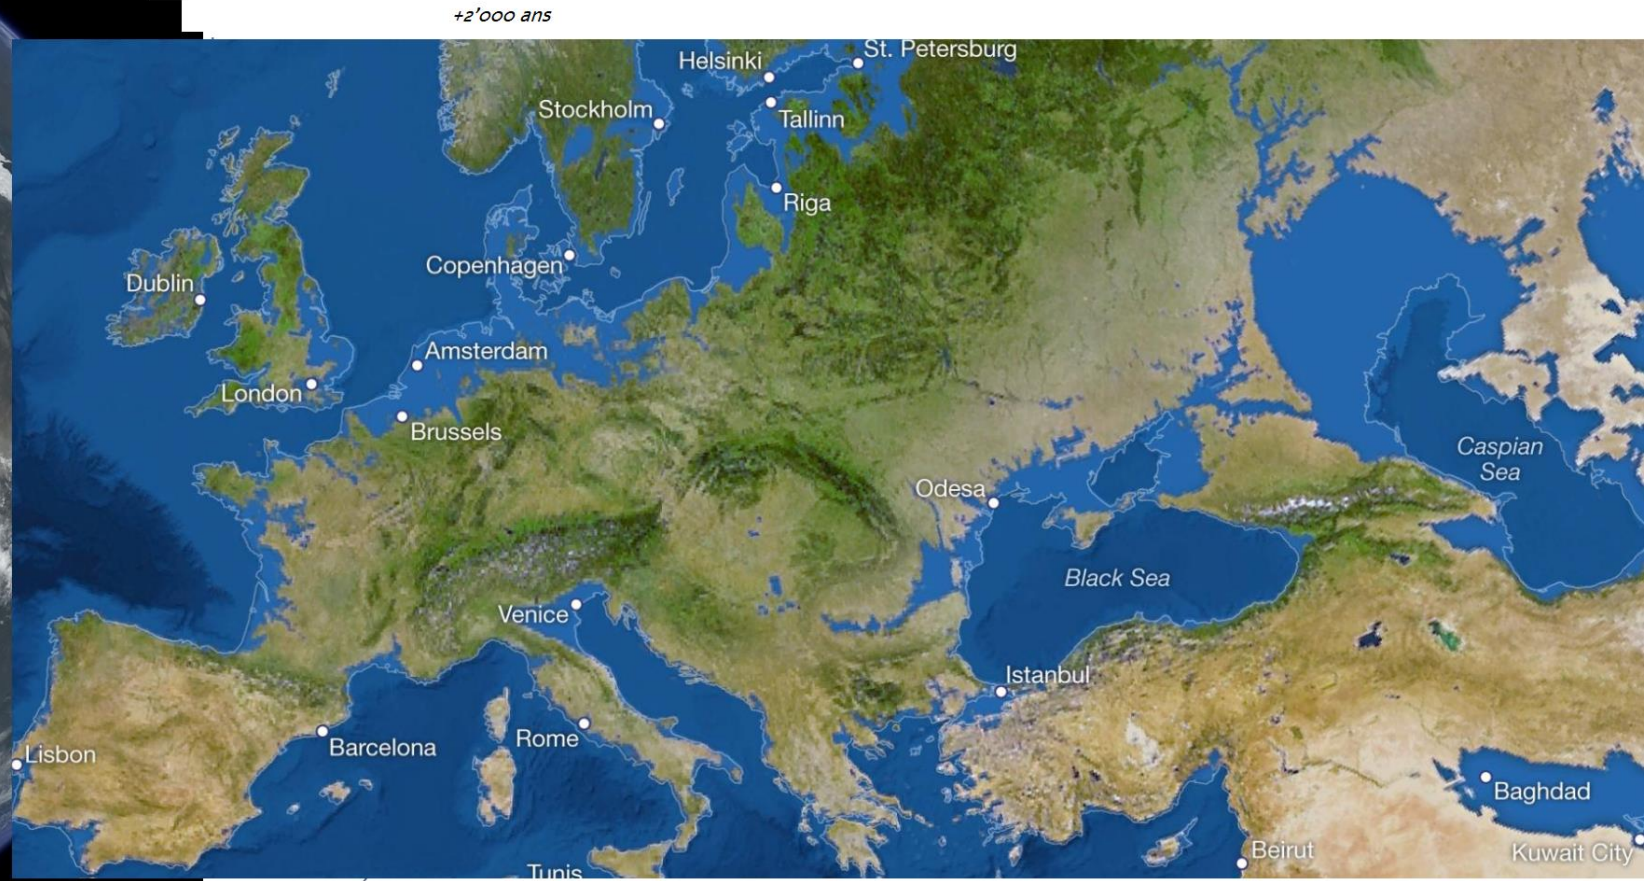 +2'000 ans
St. Petersburg
Helsinki
Stockholm
Tallinn
Riga
Copenhagen
Dublin
Amsterdam
London
Brussels
Caspian
Sea
Odesa
Black Sea
Venice
Istanbul
Rome
Barcelona
Lisbon
Baghdad
Beirut
Kuwait City
Tunis